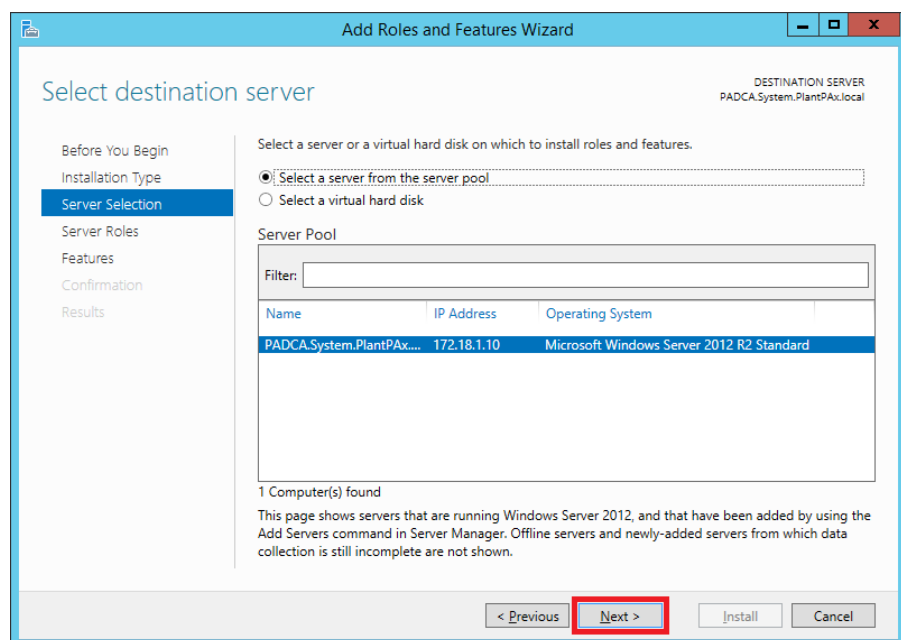 Add Roles and Features Wizard
Select destination server
DESTINATION SERVER
PADCA.System.PlantPAx.local
Before You Begin
Installation Type
Server Selection
Server Roles
Features
Confirmation
Results
Select a server or a virtual hard disk on which to install roles and features.
Select a server from the server pool
Select a virtual hard disk
Server Pool
Filter:
Name IP Address Operating System
PADCA.System.PlantPAx.... 172.18.1.10 Microsoft Windows Server 2012 R2 Standard
1 Computer(s) found
This page shows servers that are running Windows Server 2012, and that have been added by using the
Add Servers command in Server Manager. Offline servers and newly-added servers from which data
collection is still incomplete are not shown.
< Previous Next > Install Cancel